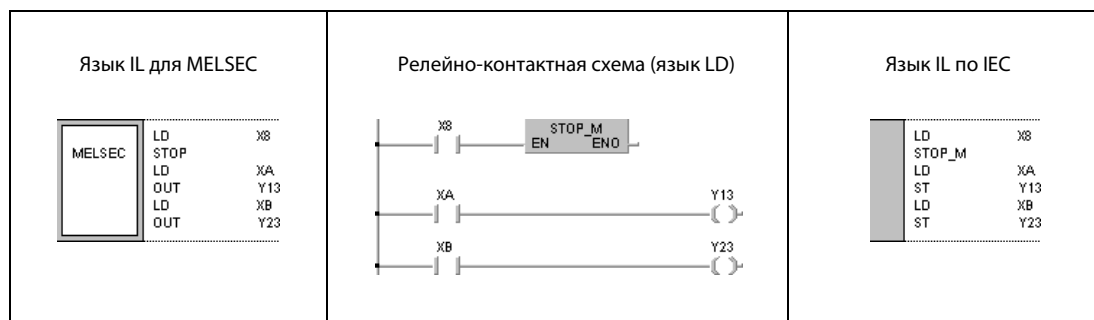 Язык IL для MELSEC
MELSEC
LD X8
STOP
LD XA
OUT Y13
LD XB
OUT Y23
Релейно-контактная схема (язык LD)
X8
STOP_M
EN ENO
XA Y13
XB Y23
Язык IL по IEC
LD X8
STOP_M
LD XA
ST Y13
LD XB
ST Y23